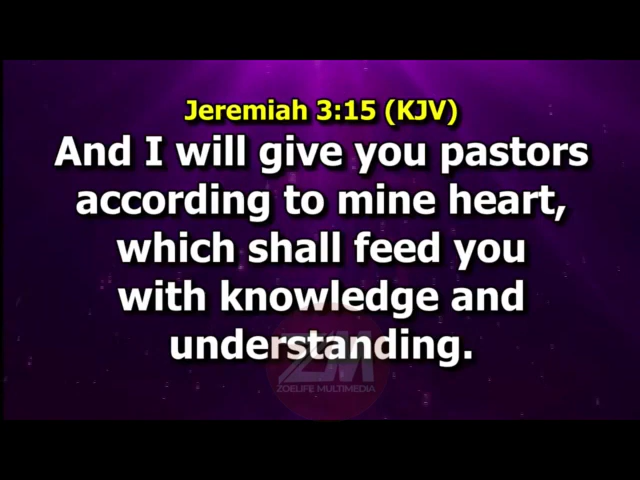 Jeremiah 3:15 (KJV)
And I will give you pastors
according to mine heart,
which shall feed you
with knowledge and
understanding.
ZM
ZOELIFE MULTIMEDIA